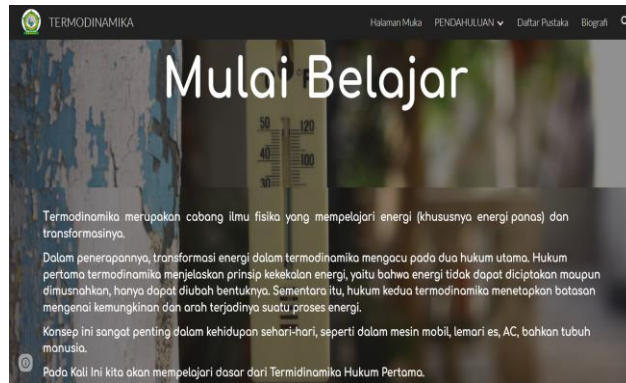 TERMODINAMIKA
Halaman Muka PENDAHULUAN Daftar Pustaka Biografi
Mulai Belajar
°F
50 120
40 100
30
Termodinamika merupakan cabang ilmu fisika yang mempelajari energi (khususnya energi panas) dan
transformasinya.
Dalam penerapannya, transformasi energi dalam termodinamika mengacu pada dua hukum utama. Hukum
pertama termodinamika menjelaskan prinsip kekekalan energi, yaitu bahwa energi tidak dapat diciptakan maupun
dimusnahkan, hanya dapat diubah bentuknya. Sementara itu, hukum kedua termodinamika menetapkan batasan
mengenai kemungkinan dan arah terjadinya suatu proses energi.
Konsep ini sangat penting dalam kehidupan sehari-hari, seperti dalam mesin mobil, lemari es, AC, bahkan tubuh
manusia.
Pada Kali Ini kita akan mempelajari dasar dari Termidinamika Hukum Pertama.